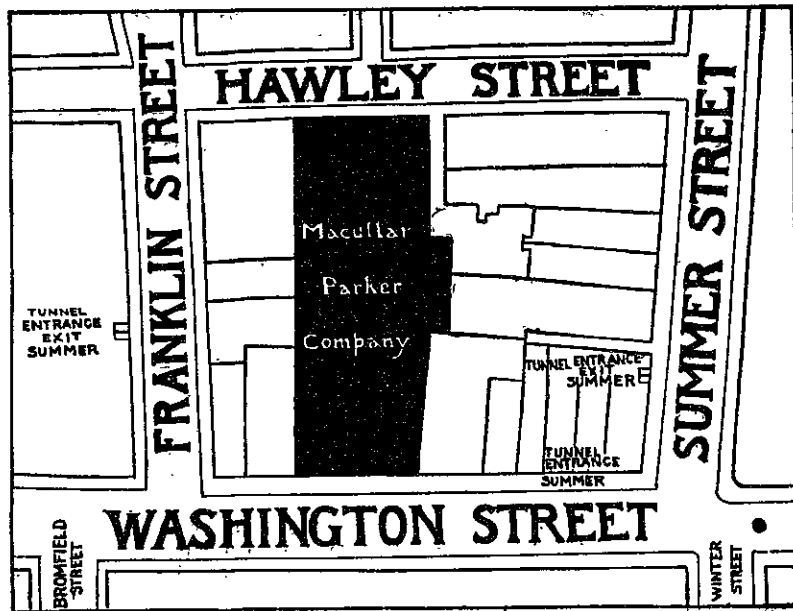 HAWLEY STREET
FRANKLIN STREET
SUMMER STREET
Macullar
Parker
Company
TUNNEL
ENTRANCE
EXIT
SUMMER
TUNNEL ENTRANCE
EXIT
SUMMER
TUNNEL
ENTRANCE
SUMMER
WASHINGTON STREET
BROMFIELD
STREET
WINTER
STREET